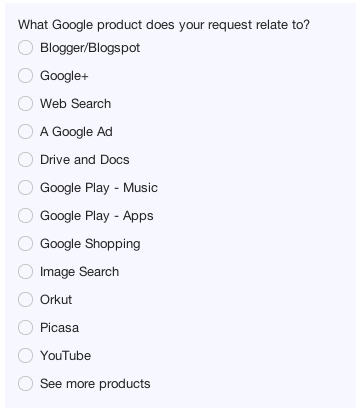 What Google product does your request relate to?
Blogger/Blogspot
Google+
Web Search
A Google Ad
Drive and Docs
Google Play - Music
Google Play - Apps
Google Shopping
Image Search
Orkut
Picasa
YouTube
See more products